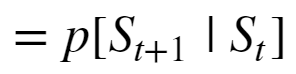 = p[S_{t+1} | S_t]